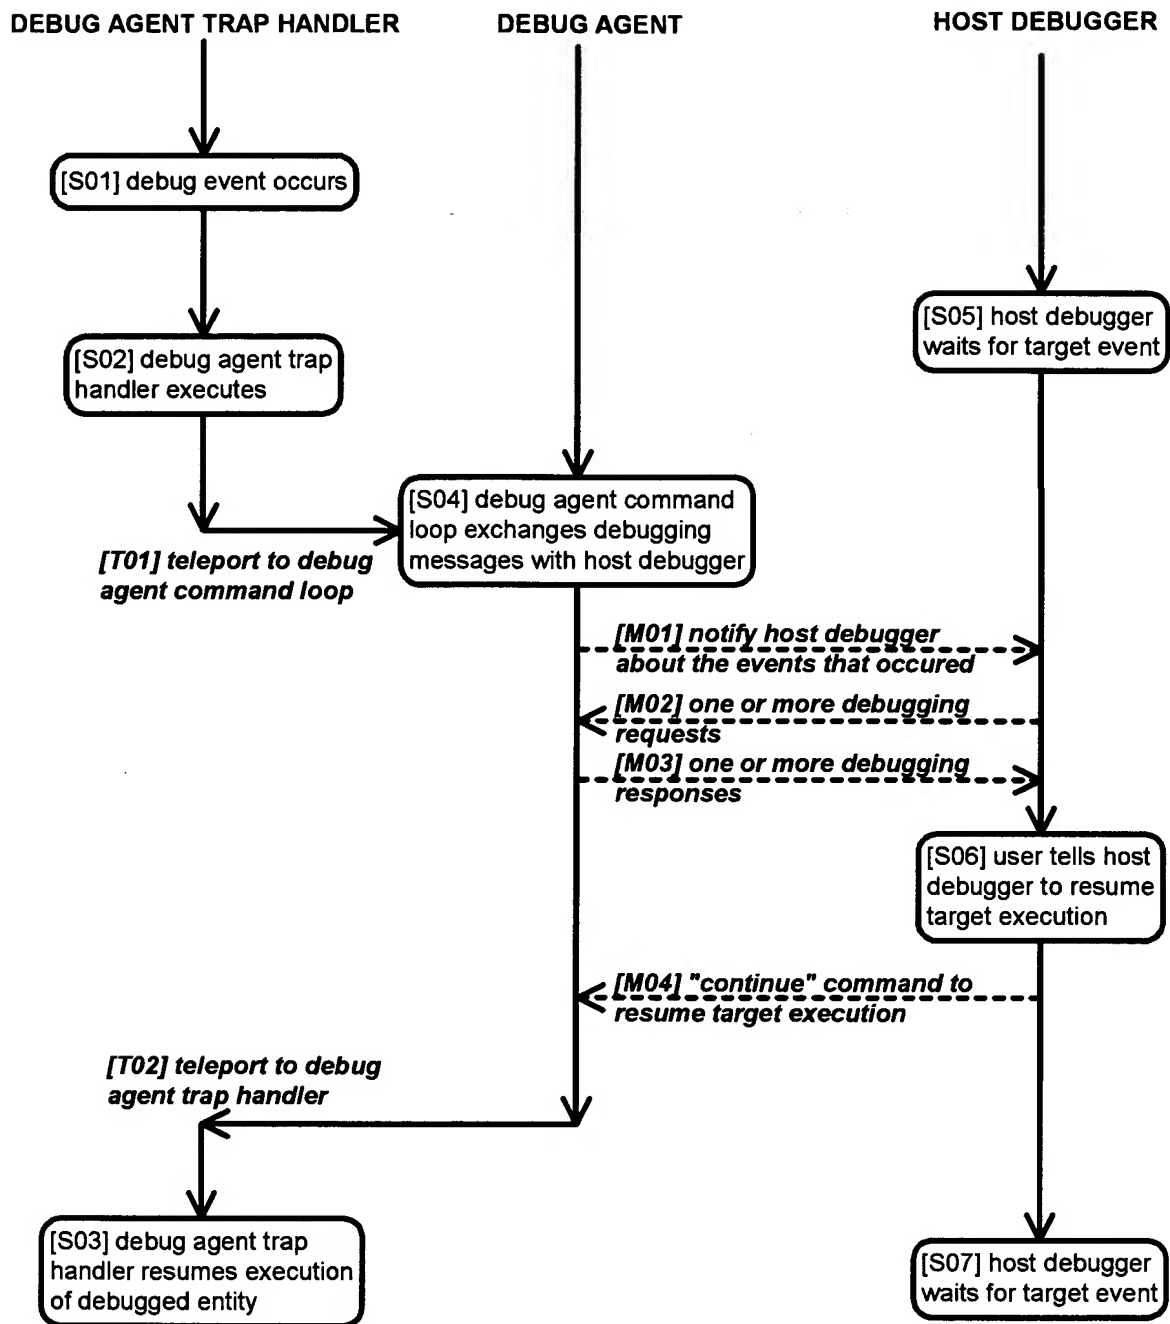 DEBUG AGENT TRAP HANDLER
DEBUG AGENT
HOST DEBUGGER
[S01] debug event occurs
[S02] debug agent trap
handler executes
[S05] host debugger
waits for target event
[S04] debug agent command
loop exchanges debugging
messages with host debugger
[T01] teleport to debug
agent command loop
[M01] notify host debugger
about the events that occured
[M02] one or more debugging
requests
[M03] one or more debugging
responses
[S06] user tells host
debugger to resume
target execution
[M04] "continue" command to
resume target execution
[T02] teleport to debug
agent trap handler
[S03] debug agent trap
handler resumes execution
of debugged entity
[S07] host debugger
waits for target event